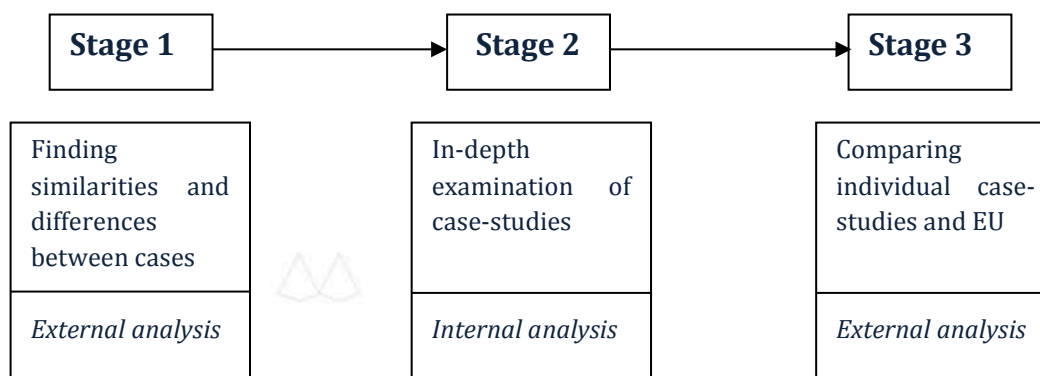 Stage 1
Stage 2
Stage 3
Finding
similarities and
differences
between cases
External analysis
In-depth
examination of
case-studies
Internal analysis
Comparing
individual case-
studies and EU
External analysis